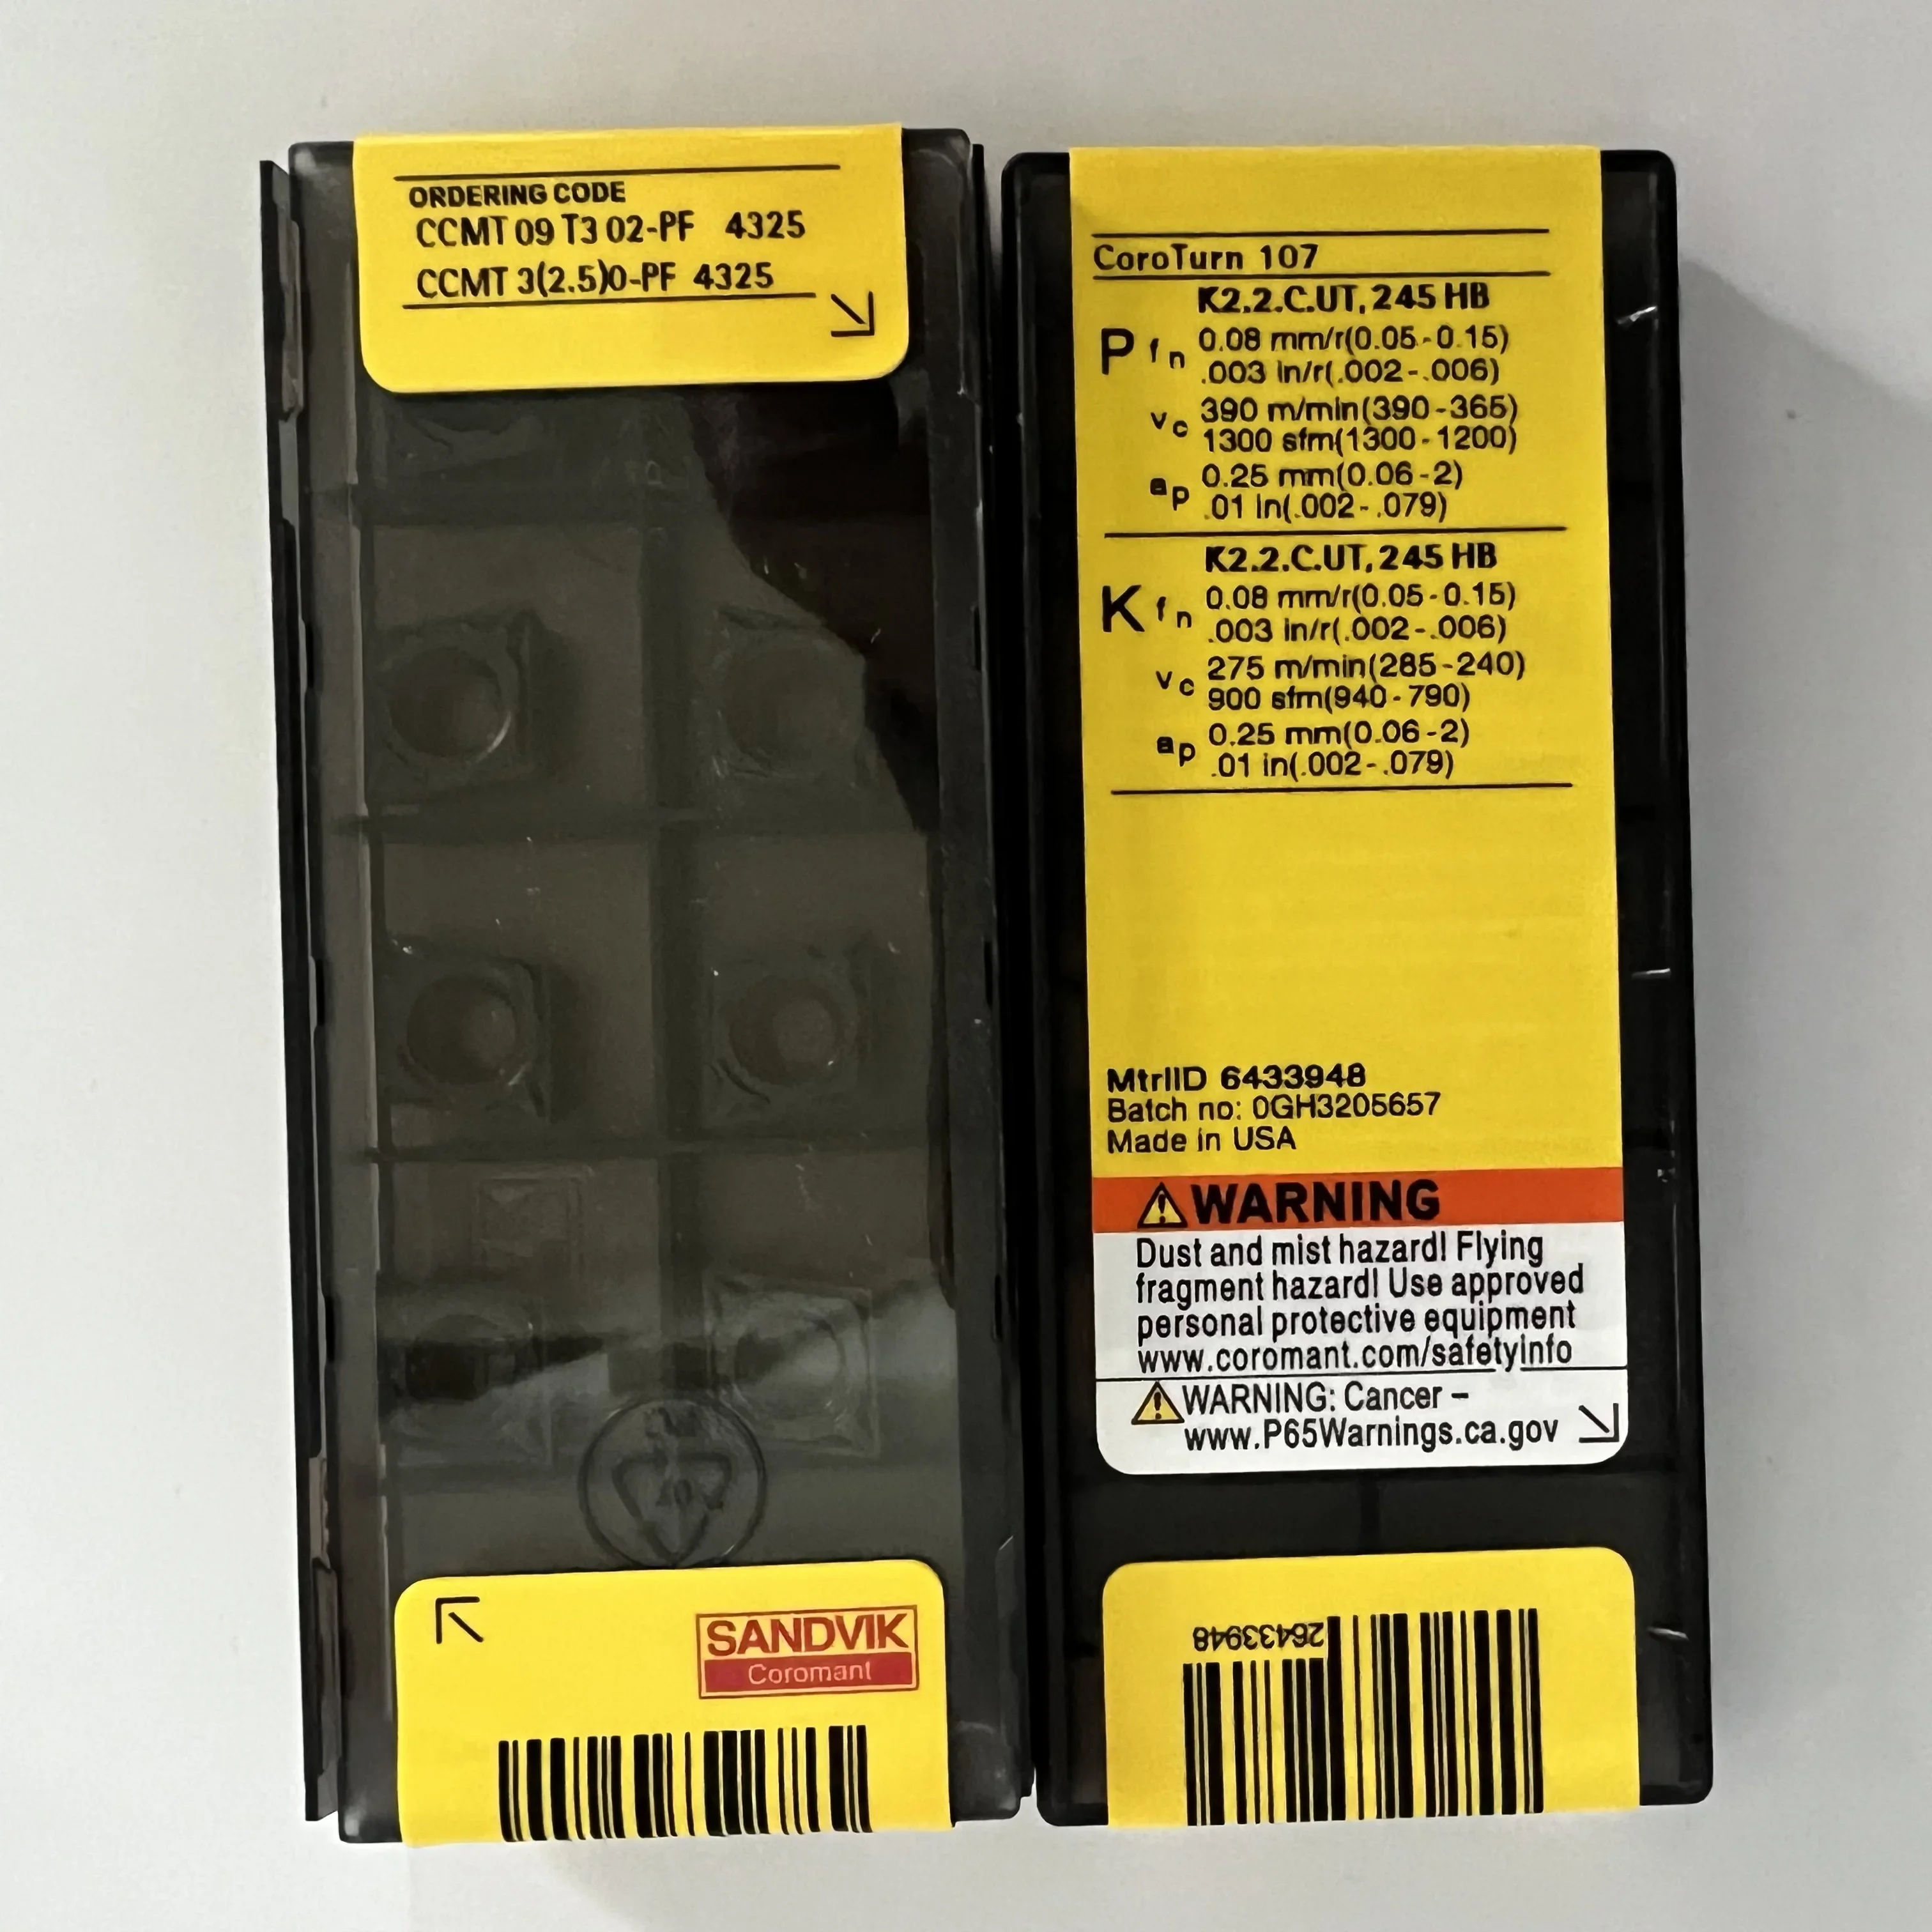 ORDERING CODE
CCMT 09 T3 02-PF 4325
CCMT 3(2.5)0-PF 4325
SANDVIK
Coromant
CoroTurn 107
K2.2.C.UT, 245 HB
P fn 0.08 mm/r(0.05-0.15)
.003 in/r(.002-.006)
vc 390 m/min(390-365)
1300 sfm(1300-1200)
ap 0.25 mm(0.06-2)
.01 in(.002-.079)
K2.2.C.UT, 245 HB
K fn 0.08 mm/r(0.05-0.15)
.003 in/r(.002-.006)
vc 275 m/min(285-240)
900 sfm(940-790)
ap 0.25 mm(0.06-2)
.01 in(.002-.079)
MtrlID 6433948
Batch no: 0GH3205657
Made in USA
WARNING
Dust and mist hazard! Flying
fragment hazard! Use approved
personal protective equipment
www.coromant.com/safetyinfo
WARNING: Cancer –
www.P65Warnings.ca.gov
26433948